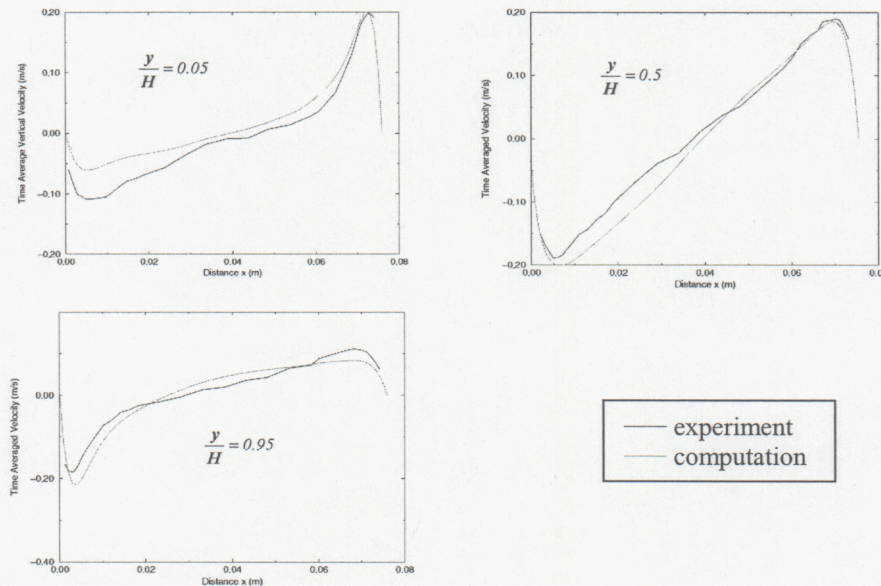 0,20
0,10
0,00
−0,10
−0,20
Time Average Vertical Velocity (m/s)
y/H = 0.05
0.00 0.02 0.04 0.06 0.08
Distance x (m)
0,20
0,10
0,00
−0,10
−0,20
Time Averaged Velocity (m/s)
y/H = 0.5
0.00 0.02 0.04 0.06 0.08
Distance x (m)
0.00
−0,20
−0,40
Time Averaged Velocity (m/s)
y/H = 0.95
0.00 0.02 0.04 0.06 0.08
Distance x (m)
experiment
computation